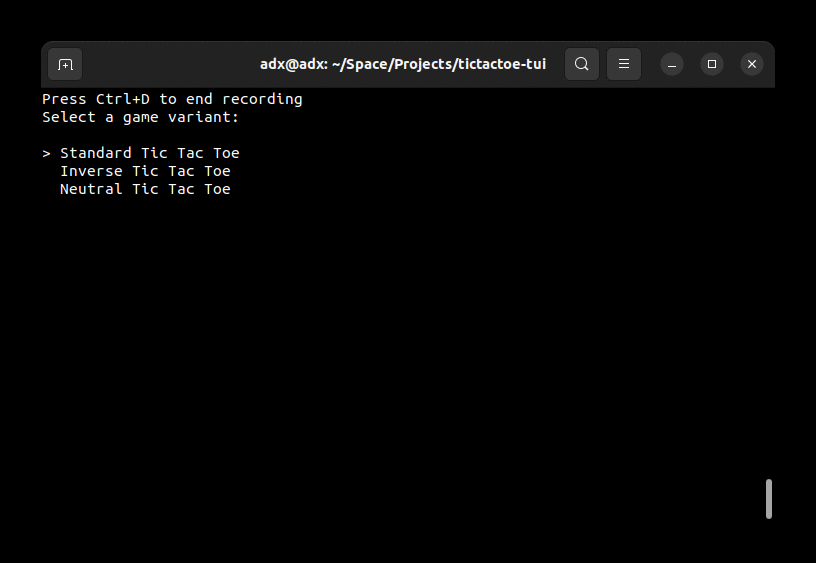 adx@adx: ~/Space/Projects/tictactoe-tui
Press Ctrl+D to end recording
Select a game variant:
> Standard Tic Tac Toe
Inverse Tic Tac Toe
Neutral Tic Tac Toe